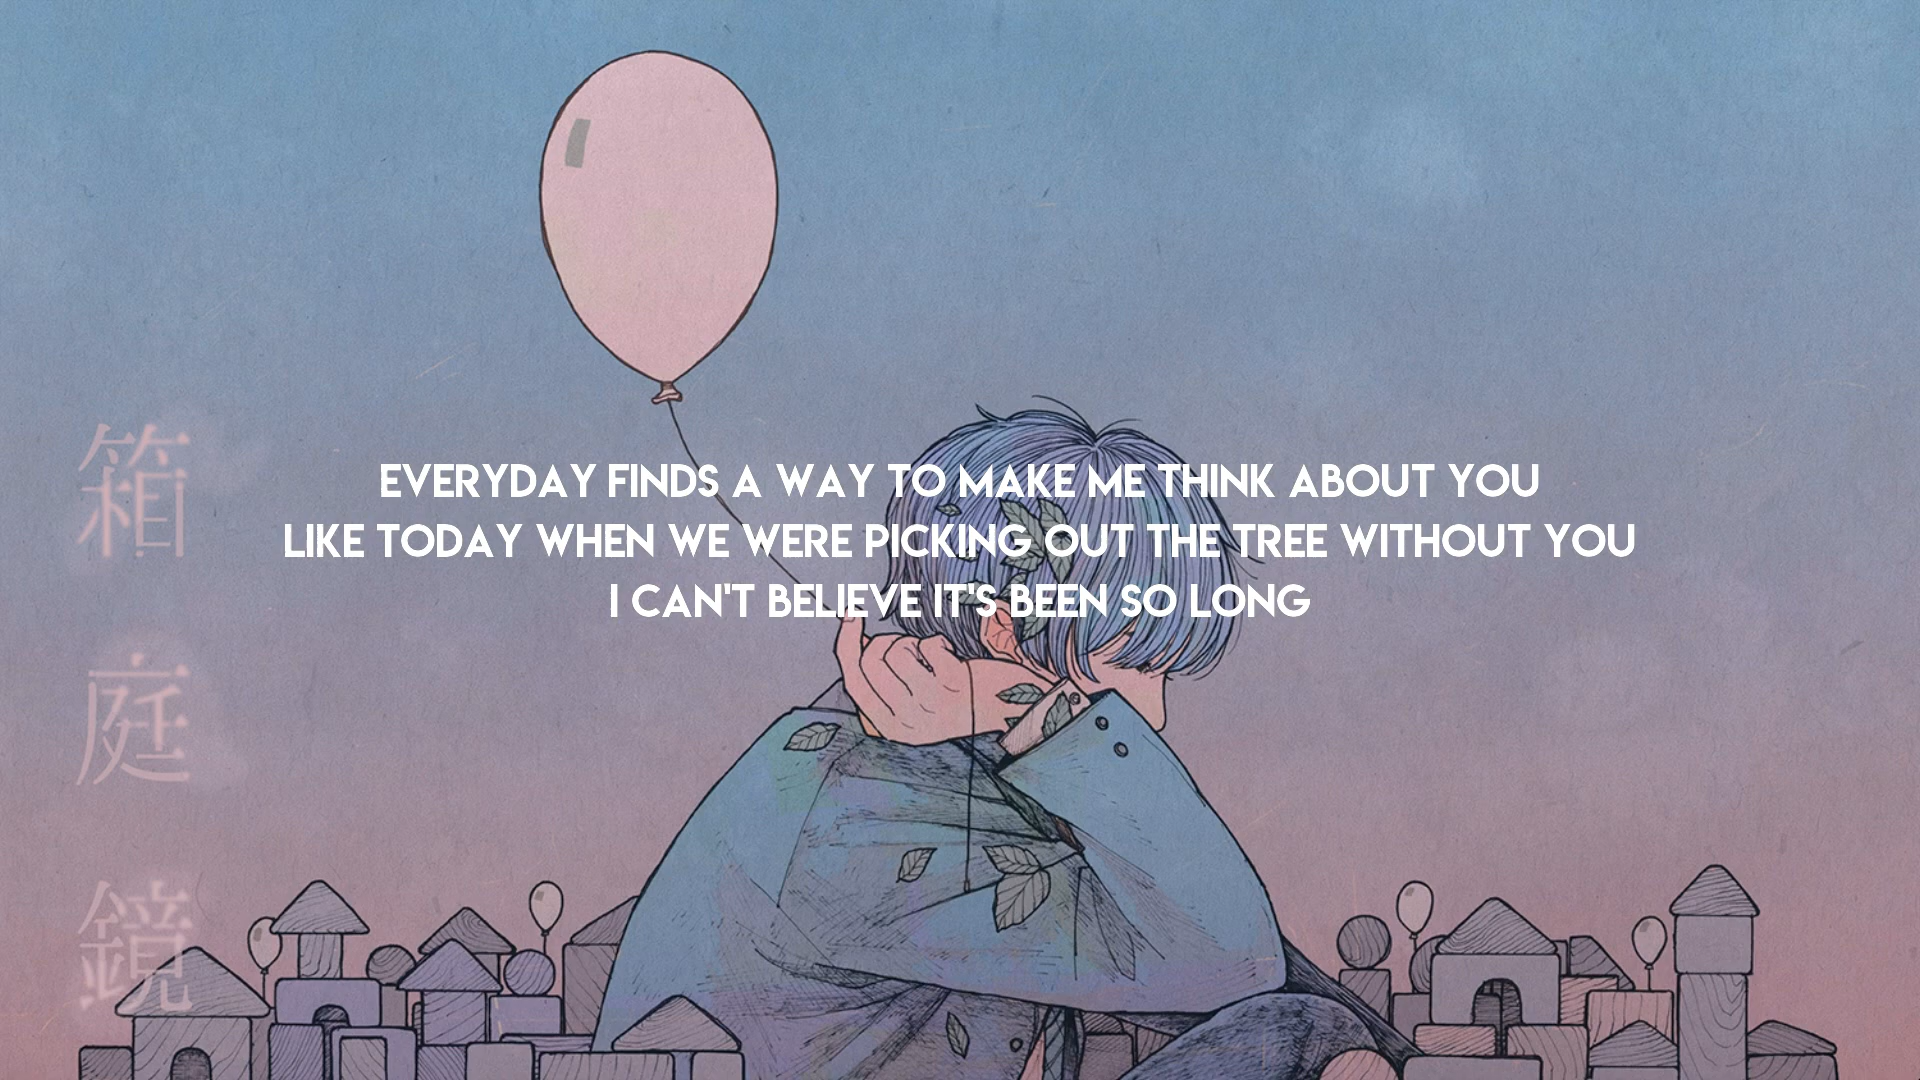 EVERYDAY FINDS A WAY TO MAKE ME THINK ABOUT YOU
LIKE TODAY WHEN WE WERE PICKING OUT THE TREE WITHOUT YOU
I CAN'T BELIEVE IT'S BEEN SO LONG
箱庭鏡